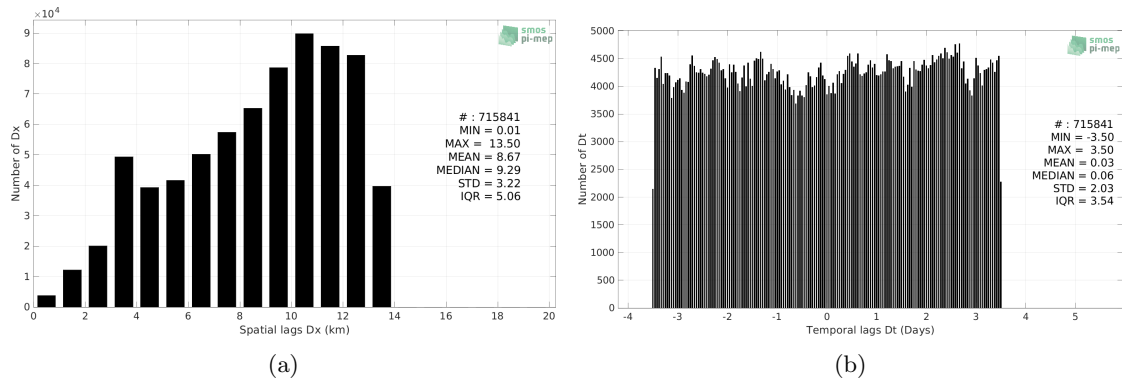 ×10⁴
9
8
7
6
5
4
3
2
1
0
Number of Dx
0 2 4 6 8 10 12 14 16 18 20
Spatial lags Dx (km)
smos
pi-mep
# : 715841
MIN = 0.01
MAX = 13.50
MEAN = 8.67
MEDIAN = 9.29
STD = 3.22
IQR = 5.06
(a)
5000
4500
4000
3500
3000
2500
2000
1500
1000
500
0
Number of Dt
-4 -3 -2 -1 0 1 2 3 4 5
Temporal lags Dt (Days)
smos
pi-mep
# : 715841
MIN = -3.50
MAX = 3.50
MEAN = 0.03
MEDIAN = 0.06
STD = 2.03
IQR = 3.54
(b)